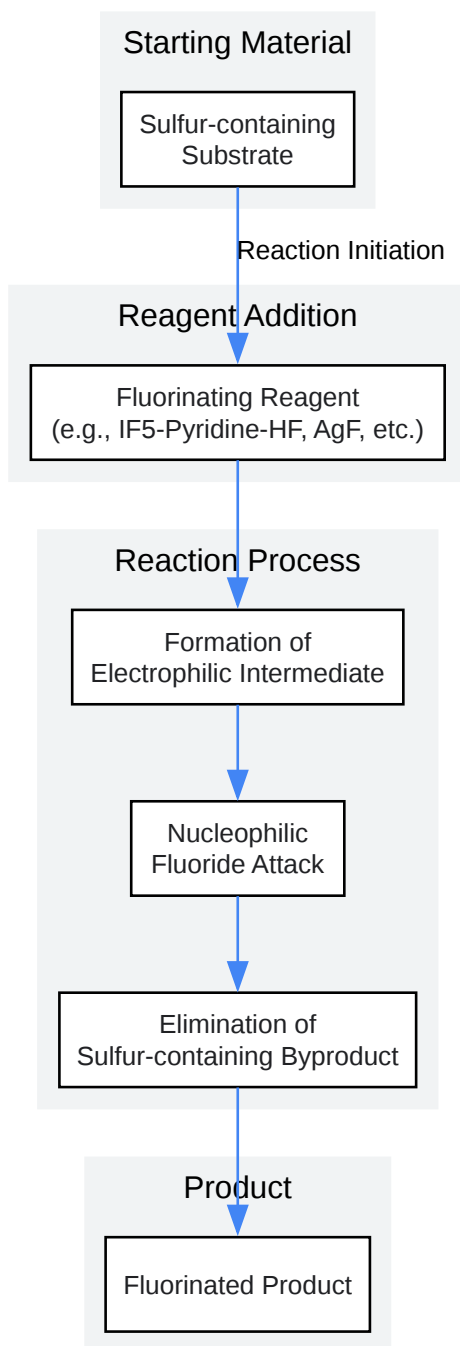 Starting Material
Sulfur-containing
Substrate
Reaction Initiation
Reagent Addition
Fluorinating Reagent
(e.g., IF5-Pyridine-HF, AgF, etc.)
Reaction Process
Formation of
Electrophilic Intermediate
Nucleophilic
Fluoride Attack
Elimination of
Sulfur-containing Byproduct
Product
Fluorinated Product